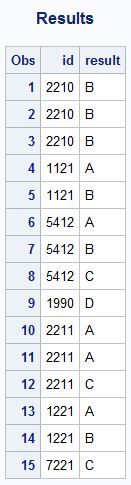 Results
Obs id result
1 2210 B
2 2210 B
3 2210 B
4 1121 A
5 1121 B
6 5412 A
7 5412 B
8 5412 C
9 1990 D
10 2211 A
11 2211 A
12 2211 C
13 1221 A
14 1221 B
15 7221 C